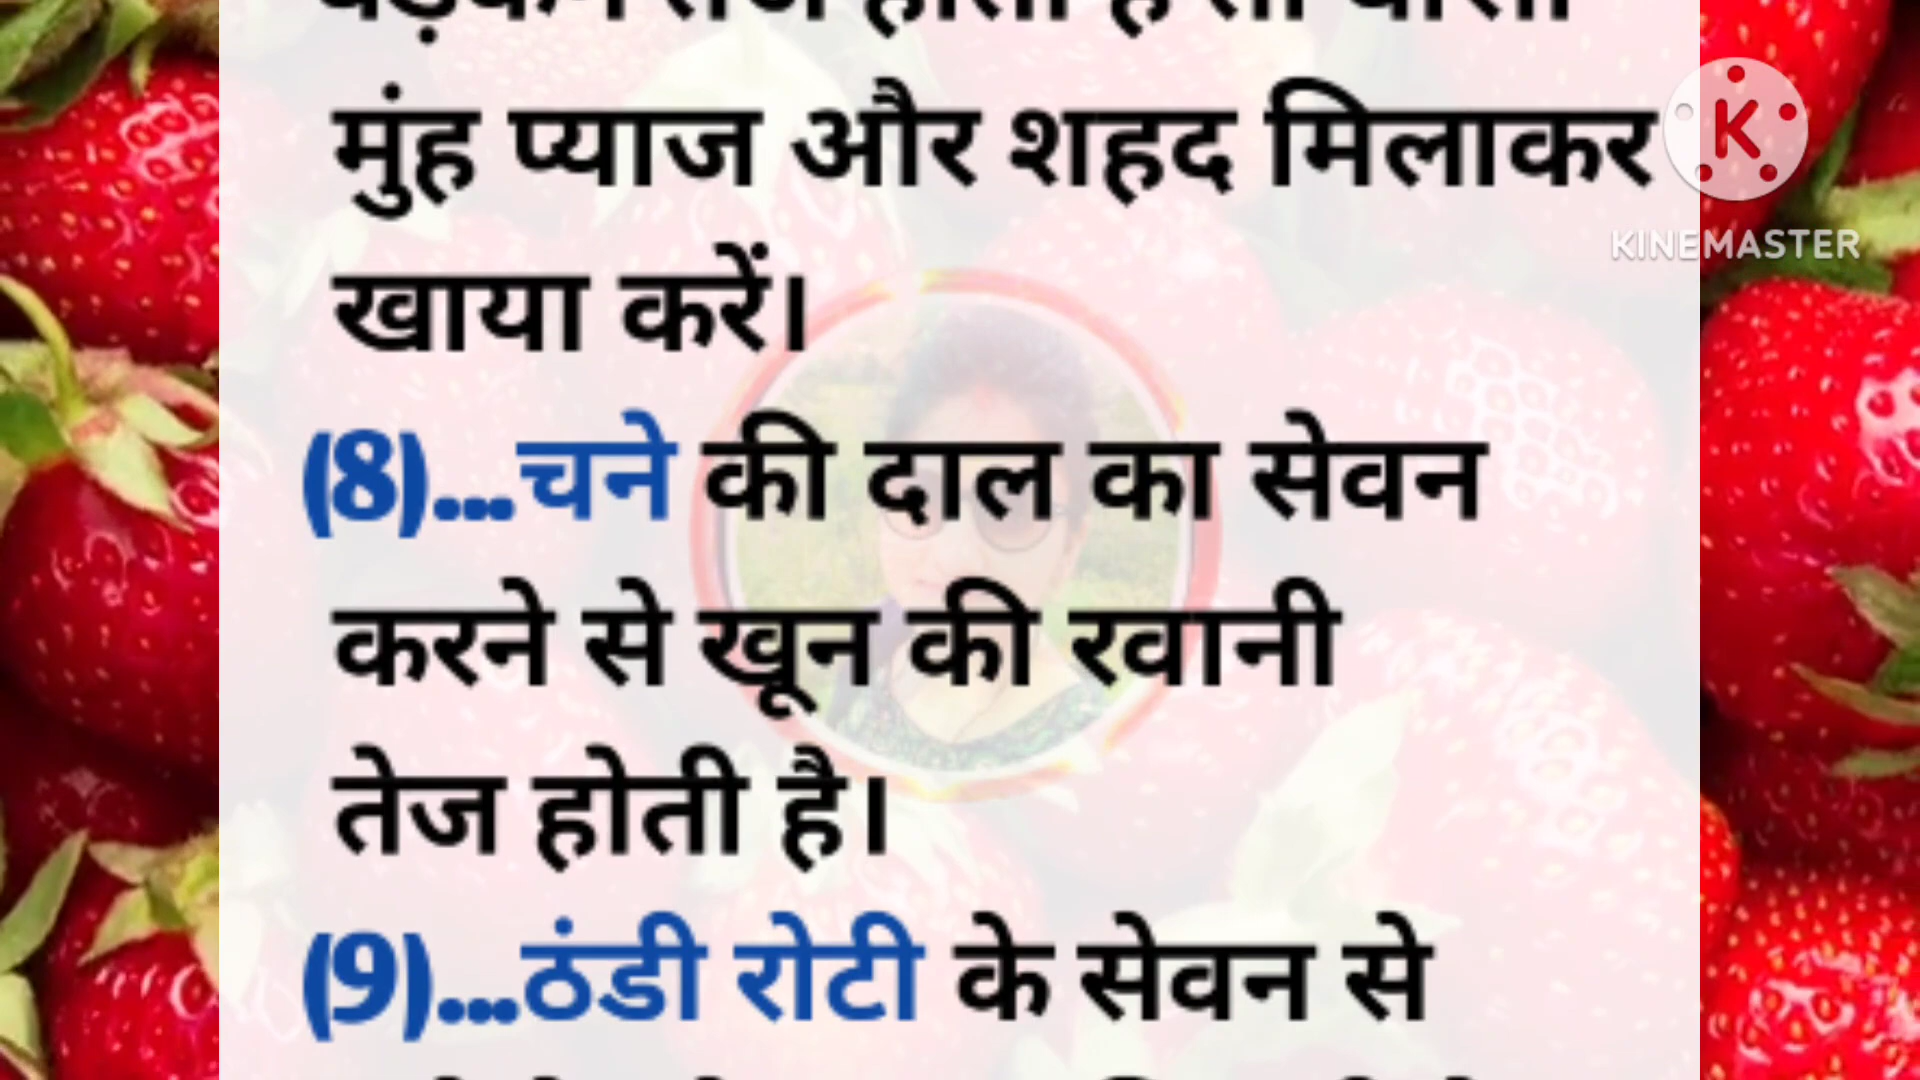 मुंह प्याज और शहद मिलाकर
खाया करें।
(8)...चने की दाल का सेवन
करने से खून की रवानी
तेज होती है।
(9)...ठंडी रोटी के सेवन से
K
KINEMASTER